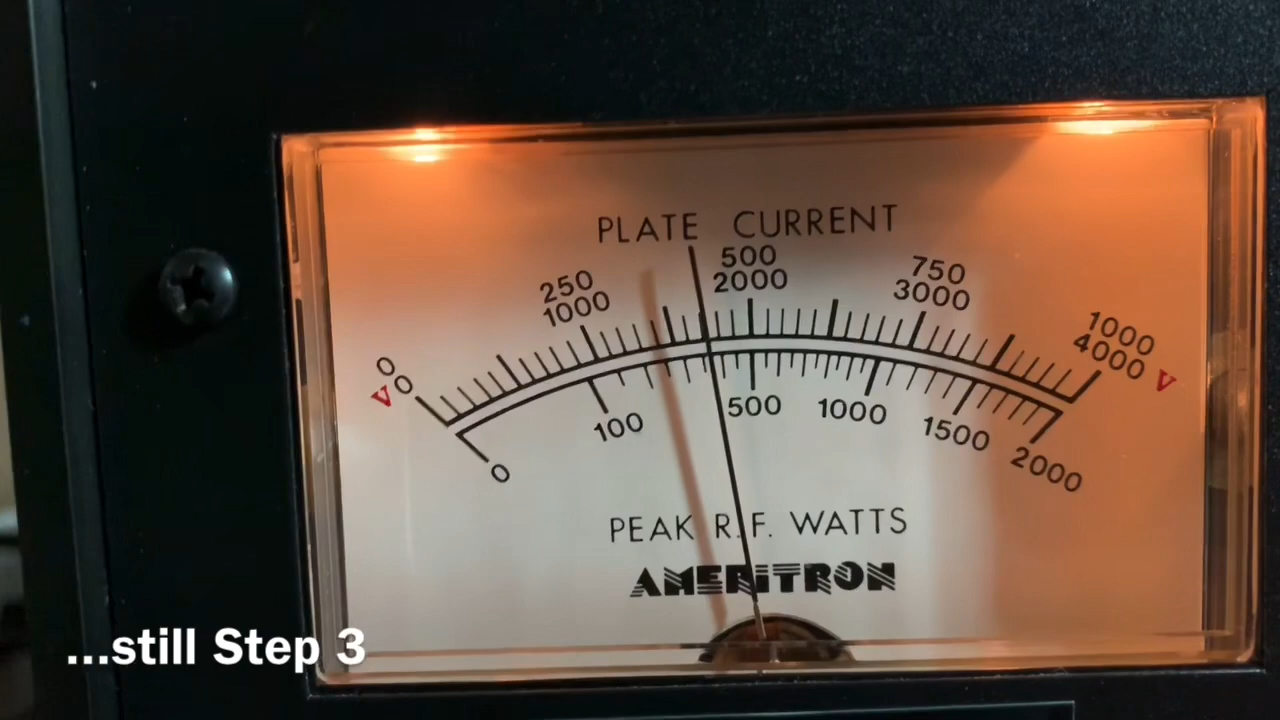 PLATE CURRENT
0 250 500 750 1000
V 0 1000 2000 3000 4000 V
0 100 500 1000 1500 2000
PEAK R.F. WATTS
AMERITRON
...still Step 3